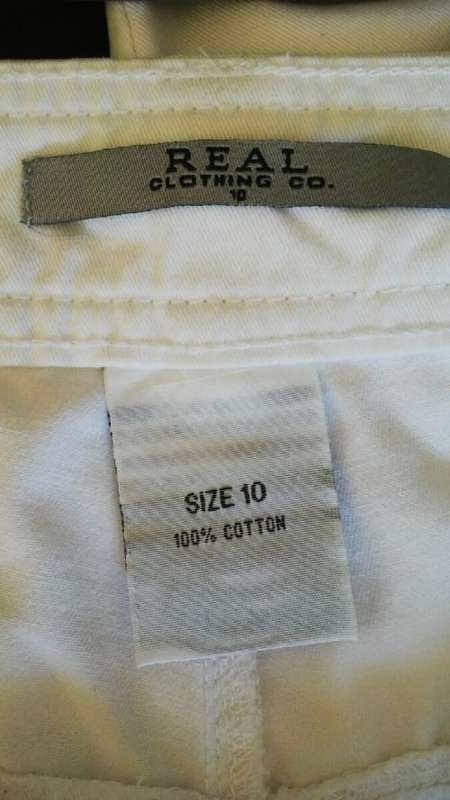 REAL
CLOTHING CO.
10
SIZE 10
100% COTTON